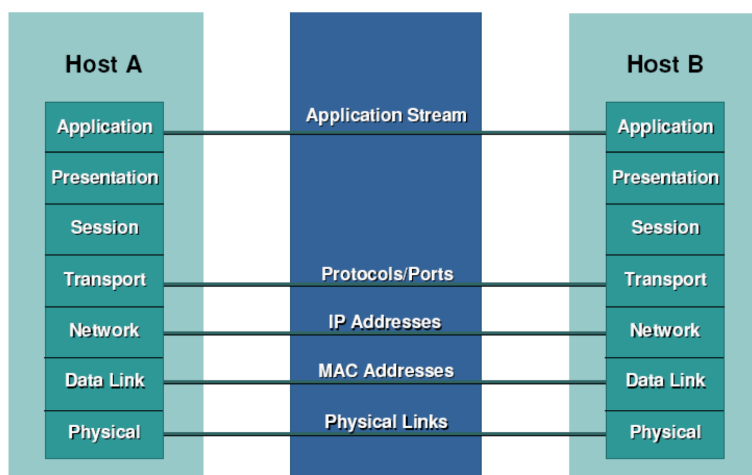 Host A
Host B
Application
Application Stream
Application
Presentation
Presentation
Session
Session
Transport
Protocols/Ports
Transport
Network
IP Addresses
Network
Data Link
MAC Addresses
Data Link
Physical
Physical Links
Physical